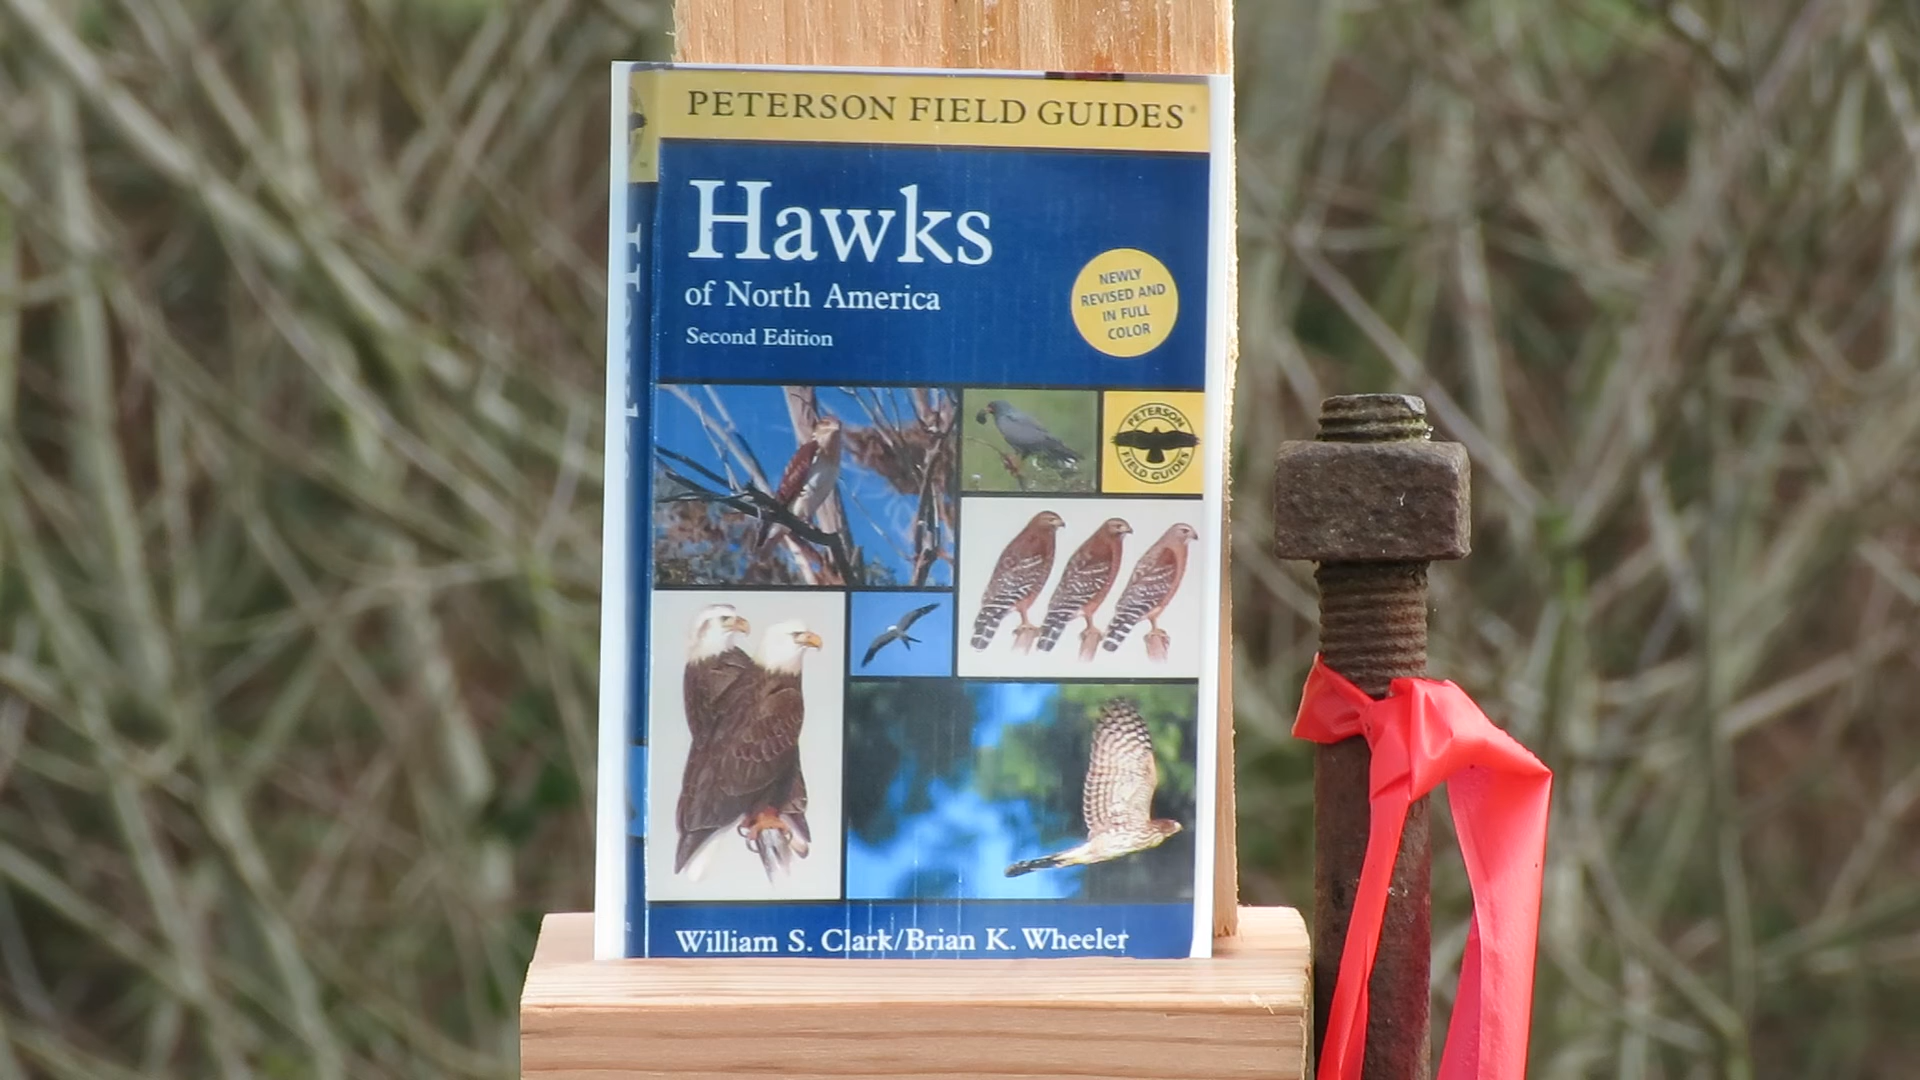 PETERSON FIELD GUIDES®
Hawks
of North America
Second Edition
NEWLY
REVISED AND
IN FULL
COLOR
PETERSON
FIELD GUIDES
William S. Clark/Brian K. Wheeler